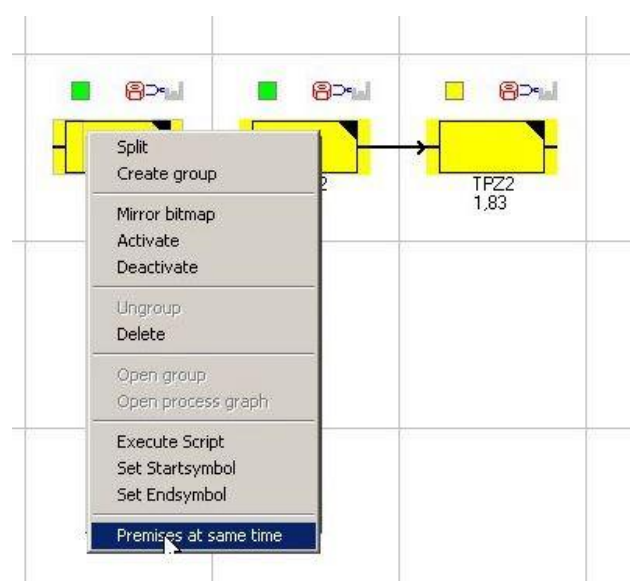 Split
Create group
Mirror bitmap
Activate
Deactivate
Ungroup
Delete
Open group
Open process graph
Execute Script
Set Startsymbol
Set Endsymbol
Premises at same time
2
TPZ2
1,83